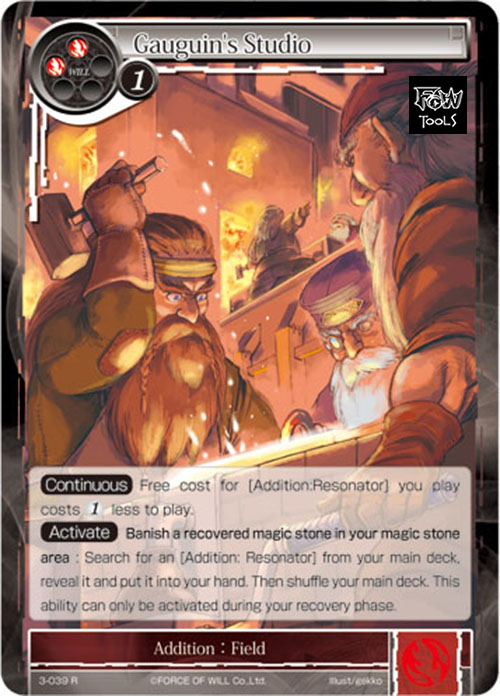 Gauguin's Studio
WILL
1
FOW
TOOLS
Continuous Free cost for [Addition:Resonator] you play
costs 1 less to play.
Activate Banish a recovered magic stone in your magic stone
area : Search for an [Addition: Resonator] from your main deck,
reveal it and put it into your hand. Then shuffle your main deck. This
ability can only be activated during your recovery phase.
Addition : Field
3-039 R ©FORCE OF WILL Co.,Ltd. Illust/gekko